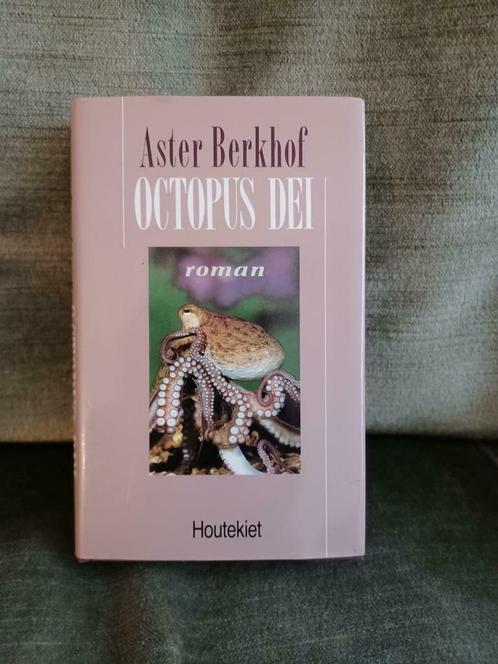 Aster Berkhof
OCTOPUS DEI
roman
Houtekiet